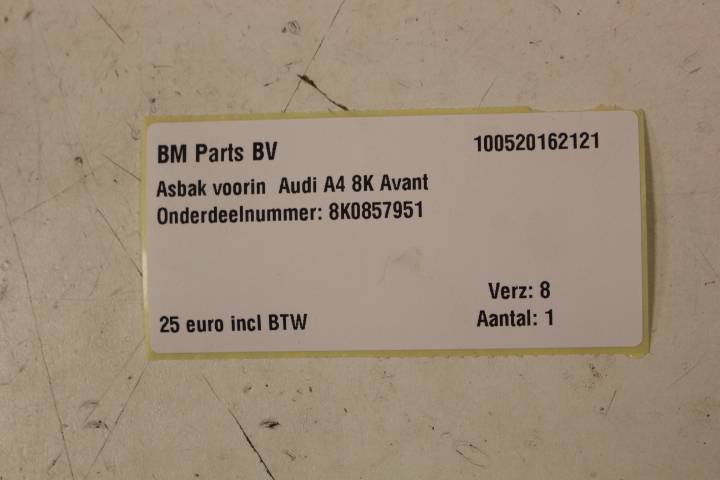 BM Parts BV 100520162121
Asbak voorin Audi A4 8K Avant
Onderdeelnummer: 8K0857951
Verz: 8
25 euro incl BTW Aantal: 1